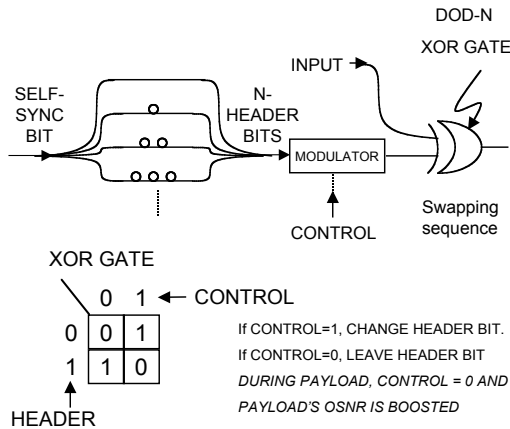 DOD-N
XOR GATE
INPUT
SELF-
SYNC
BIT
N-
HEADER
BITS
MODULATOR
CONTROL
Swapping
sequence
XOR GATE
0 1 CONTROL
0 0 1
1 1 0
HEADER
If CONTROL=1, CHANGE HEADER BIT.
If CONTROL=0, LEAVE HEADER BIT
DURING PAYLOAD, CONTROL = 0 AND
PAYLOAD'S OSNR IS BOOSTED